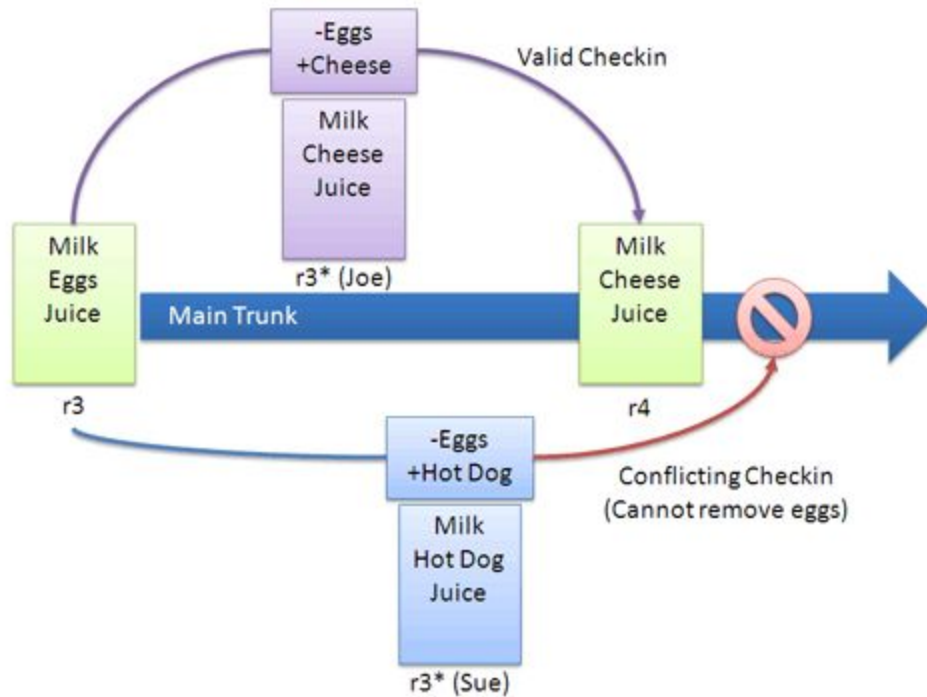 -Eggs
+Cheese
Valid Checkin
Milk
Cheese
Juice
r3* (Joe)
Milk
Eggs
Juice
r3
Main Trunk
Milk
Cheese
Juice
r4
-Eggs
+Hot Dog
Conflicting Checkin
(Cannot remove eggs)
Milk
Hot Dog
Juice
r3* (Sue)